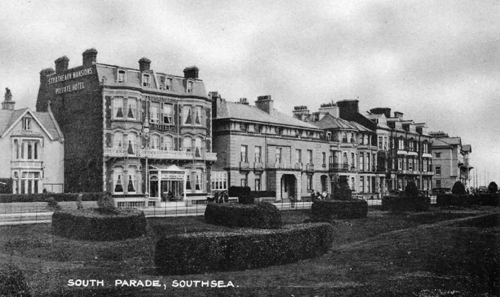 STRATHEARN MANSIONS
PRIVATE HOTEL
SOUTH PARADE, SOUTHSEA.